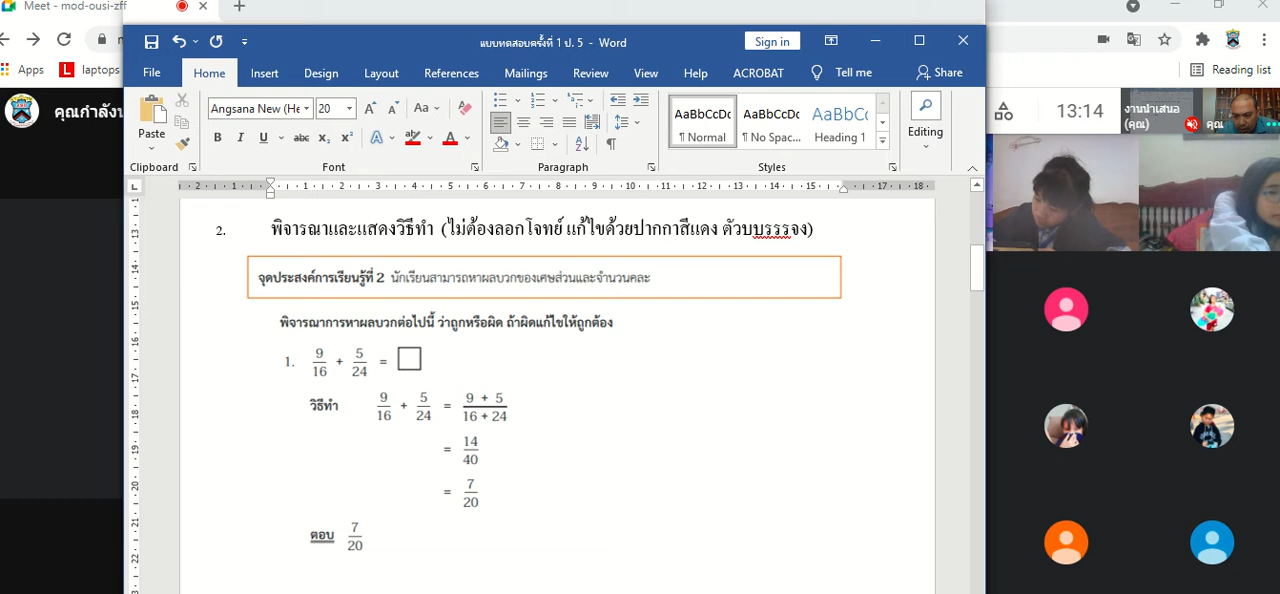 Meet - mod-ousi-zff
Apps
laptops
Reading list
แบบทดสอบครั้งที่ 1 ป. 5 - Word
Sign in
File Home Insert Design Layout References Mailings Review View Help ACROBAT Tell me Share
Paste
Angsana New (He 20
Clipboard Font Paragraph Styles
AaBbCcDc AaBbCcDc AaBbCc
¶ Normal ¶ No Spac... Heading 1
Editing
คุณกำลังน
13:14
งานนำเสนอ
(คุณ)
คุณ
2. พิจารณาและแสดงวิธีทำ (ไม่ต้องลอกโจทย์ แก้ไขด้วยปากกาสีแดง ตัวบบรรรจง)
จุดประสงค์การเรียนรู้ที่ 2 นักเรียนสามารถหาผลบวกของเศษส่วนและจำนวนคละ
พิจารณาการหาผลบวกต่อไปนี้ ว่าถูกหรือผิด ถ้าผิดแก้ไขให้ถูกต้อง
1. 9/16 + 5/24 = □
วิธีทำ 9/16 + 5/24 = 9 + 5/16 + 24
= 14/40
= 7/20
ตอบ 7/20